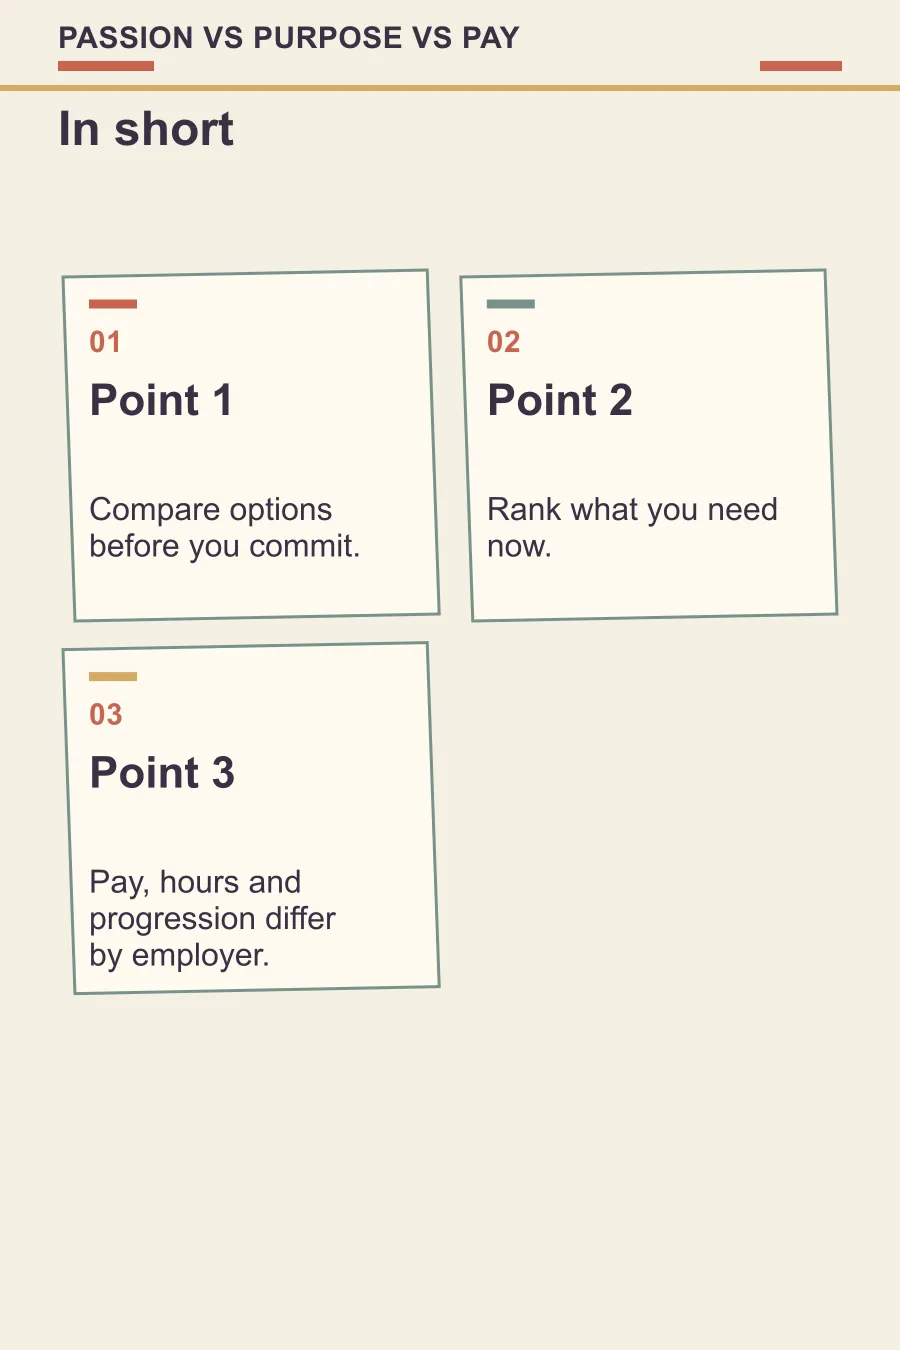 PASSION VS PURPOSE VS PAY
In short
01
Point 1
Compare options
before you commit.
02
Point 2
Rank what you need
now.
03
Point 3
Pay, hours and
progression differ
by employer.